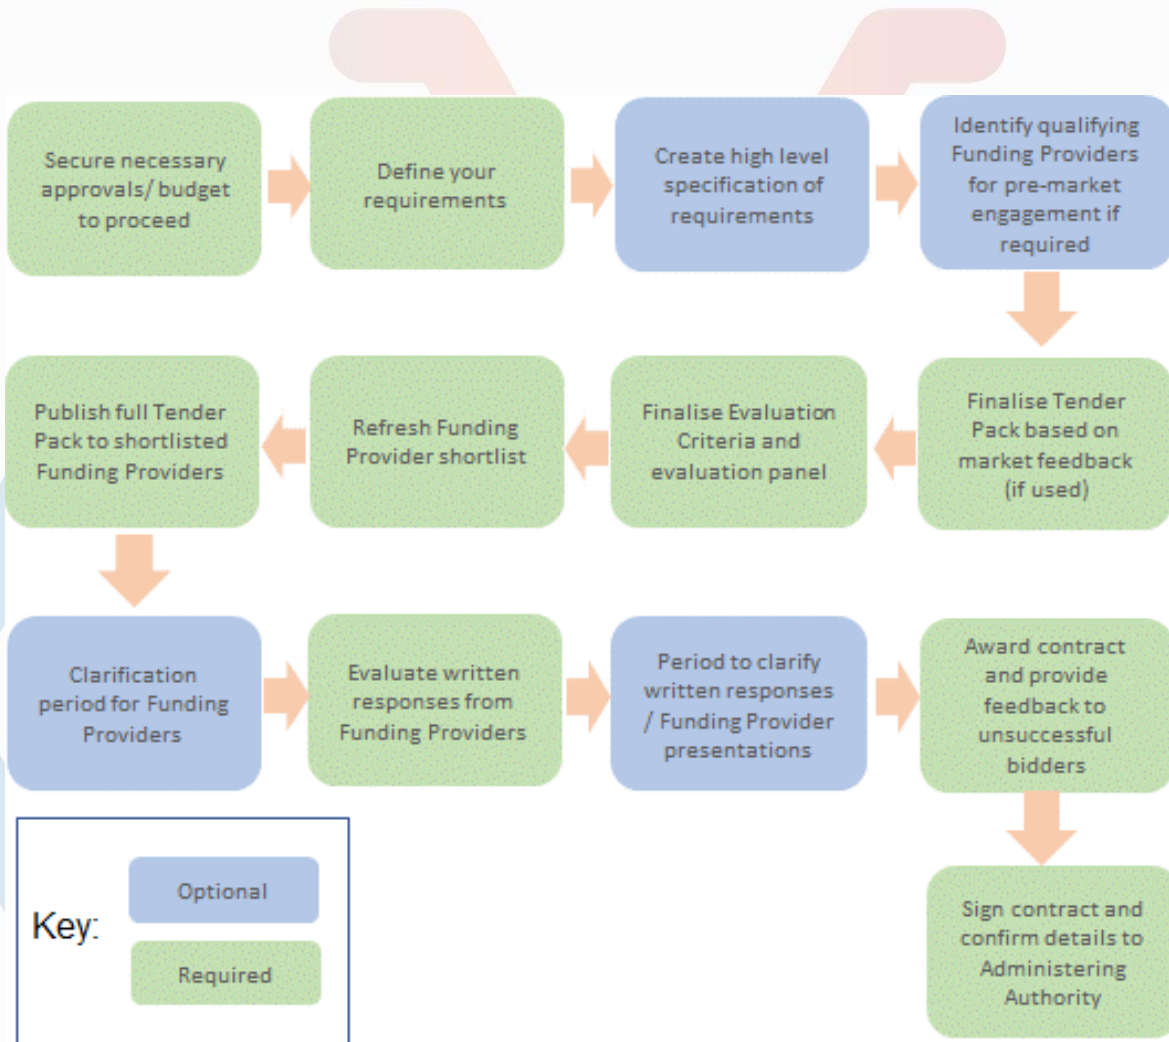 Secure necessary
approvals/ budget
to proceed
Define your
requirements
Create high level
specification of
requirements
Identify qualifying
Funding Providers
for pre-market
engagement if
required
Finalise Tender
Pack based on
market feedback
(if used)
Finalise Evaluation
Criteria and
evaluation panel
Refresh Funding
Provider shortlist
Publish full Tender
Pack to shortlisted
Funding Providers
Clarification
period for Funding
Providers
Evaluate written
responses from
Funding Providers
Period to clarify
written responses
/ Funding Provider
presentations
Award contract
and provide
feedback to
unsuccessful
bidders
Sign contract and
confirm details to
Administering
Authority
Key:
Optional
Required